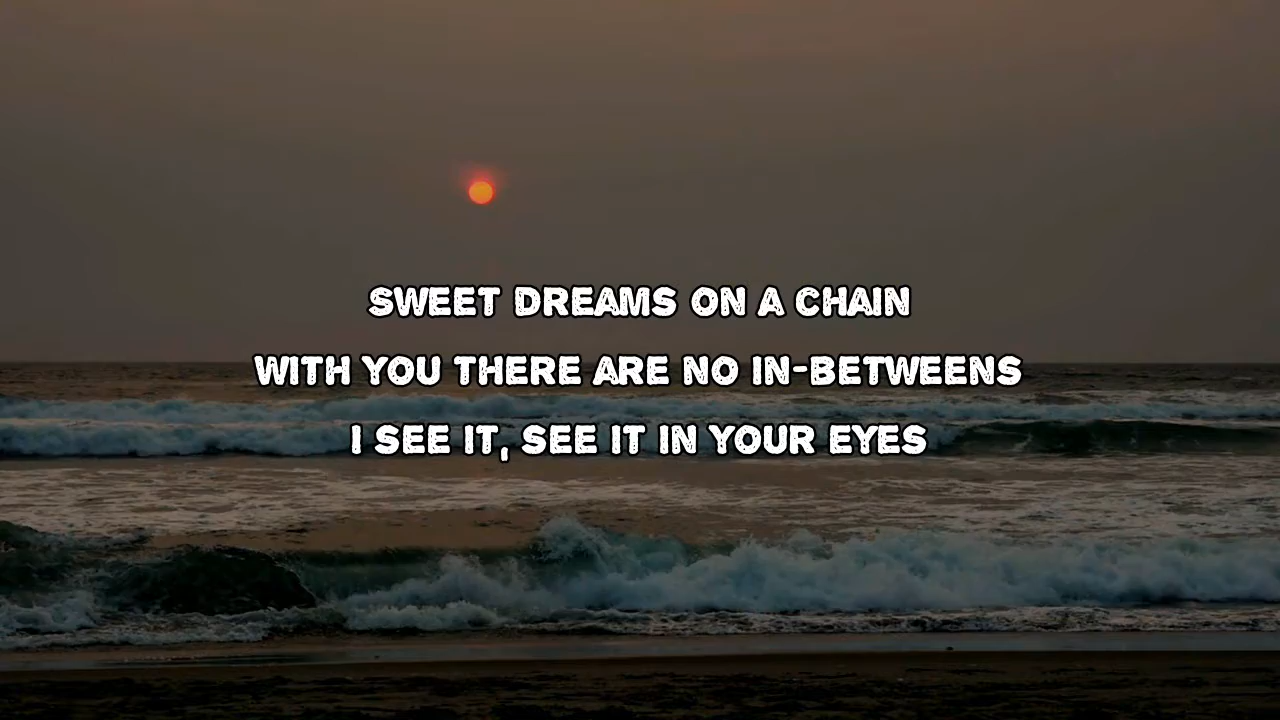 SWEET DREAMS ON A CHAIN
WITH YOU THERE ARE NO IN-BETWEENS
I SEE IT, SEE IT IN YOUR EYES